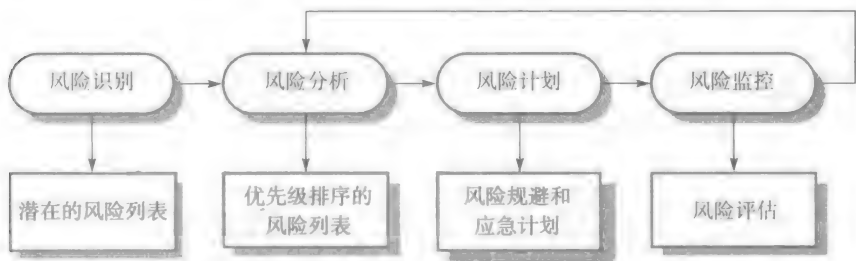 风险识别
风险分析
风险计划
风险监控
潜在的风险列表
优先级排序的
风险列表
风险规避和
应急计划
风险评估